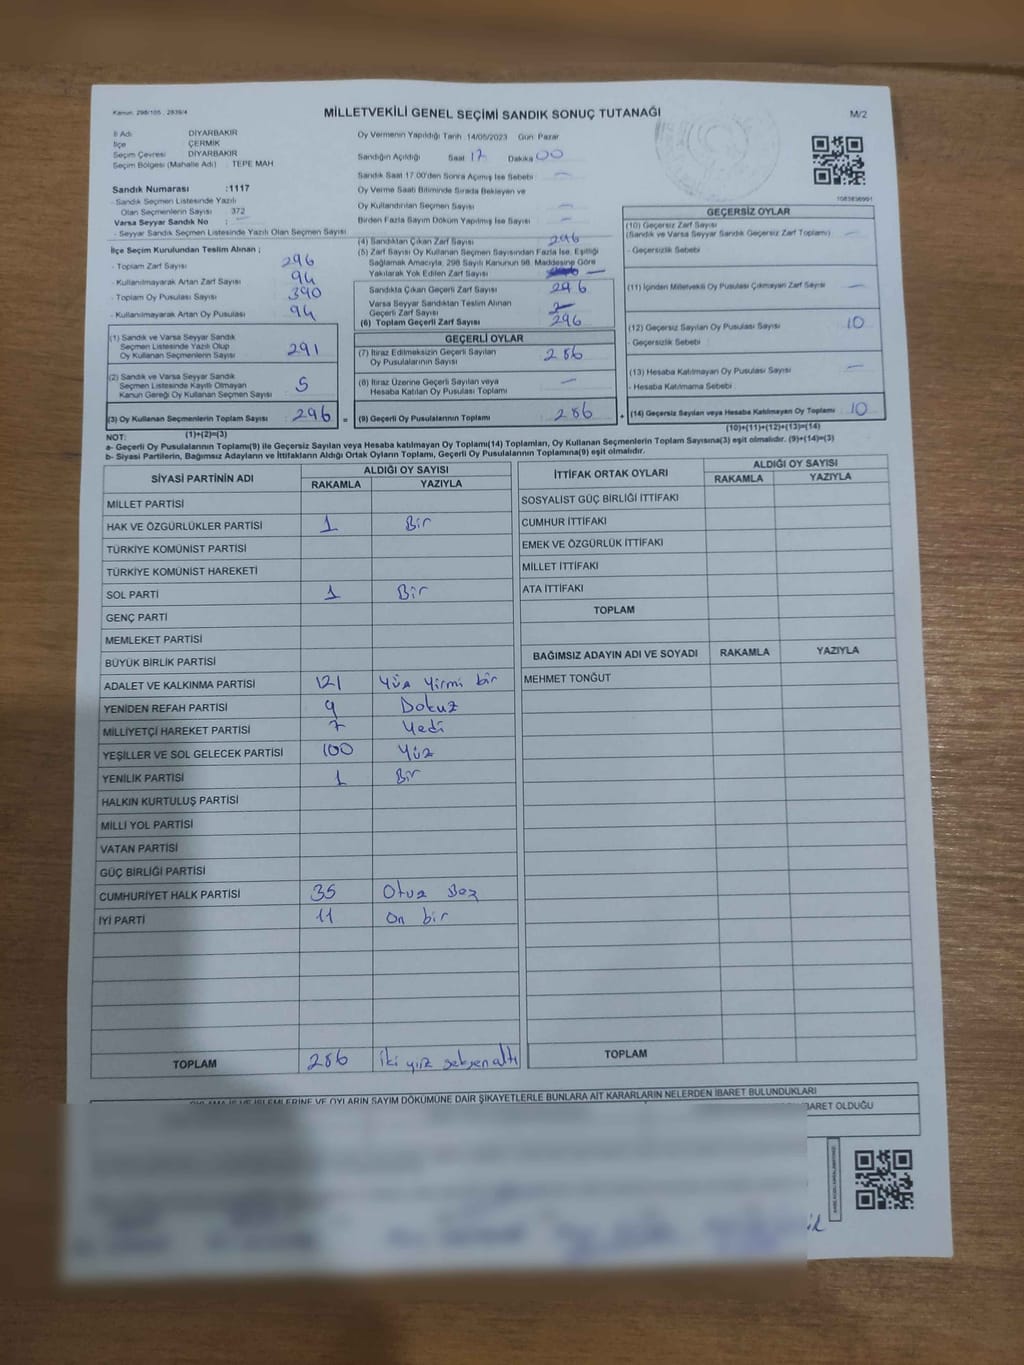 Kanun: 298/105, 2839/4
MİLLETVEKİLİ GENEL SEÇİMİ SANDIK SONUÇ TUTANAĞI
M/2
İl Adı DİYARBAKIR
İlçe ÇERMİK
Seçim Çevresi DİYARBAKIR
Seçim Bölgesi (Mahalle Adı) : TEPE MAH
Sandık Numarası :1117
- Sandık Seçmen Listesinde Yazılı
Olan Seçmenlerin Sayısı : 372
Varsa Seyyar Sandık No :
- Seyyar Sandık Seçmen Listesinde Yazılı Olan Seçmen Sayısı
Oy Vermenin Yapıldığı Tarih 14/05/2023 Gün: Pazar
Sandığın Açıldığı Saat 17 Dakika 00
Sandık Saat 17:00'den Sonra Açılmış İse Sebebi —
Oy Verme Saati Bitiminde Sırada Bekleyen ve
Oy Kullandırılan Seçmen Sayısı —
Birden Fazla Sayım Döküm Yapılmış İse Sayısı —
1083836991
İlçe Seçim Kurulundan Teslim Alınan ;
- Toplam Zarf Sayısı 296
- Kullanılmayarak Artan Zarf Sayısı 94
- Toplam Oy Pusulası Sayısı 390
- Kullanılmayarak Artan Oy Pusulası 94
(1) Sandık ve Varsa Seyyar Sandık
Seçmen Listesinde Yazılı Olup
Oy Kullanan Seçmenlerin Sayısı 291
(2) Sandık ve Varsa Seyyar Sandık
Seçmen Listesinde Kayıtlı Olmayan
Kanun Gereği Oy Kullanan Seçmen Sayısı 5
(3) Oy Kullanan Seçmenlerin Toplam Sayısı 296 =
(1)+(2)=(3)
(4) Sandıktan Çıkan Zarf Sayısı 296
(5) Zarf Sayısı Oy Kullanan Seçmen Sayısından Fazla İse, Eşitliği
Sağlamak Amacıyla, 298 Sayılı Kanunun 98. Maddesine Göre
Yakılarak Yok Edilen Zarf Sayısı —
Sandıkta Çıkan Geçerli Zarf Sayısı 296
Varsa Seyyar Sandıktan Teslim Alınan
Geçerli Zarf Sayısı
(6) Toplam Geçerli Zarf Sayısı 296
GEÇERLİ OYLAR
(7) İtiraz Edilmeksizin Geçerli Sayılan
Oy Pusulalarının Sayısı 286
(8) İtiraz Üzerine Geçerli Sayılan veya
Hesaba Katılan Oy Pusulası Toplamı —
(9) Geçerli Oy Pusulalarının Toplamı 286 +
GEÇERSİZ OYLAR
(10) Geçersiz Zarf Sayısı
(Sandık ve Varsa Seyyar Sandık Geçersiz Zarf Toplamı) —
- Geçersizlik Sebebi
(11) İçinden Milletvekili Oy Pusulası Çıkmayan Zarf Sayısı —
(12) Geçersiz Sayılan Oy Pusulası Sayısı 10
- Geçersizlik Sebebi
(13) Hesaba Katılmayan Oy Pusulası Sayısı —
- Hesaba Katılmama Sebebi
(14) Geçersiz Sayılan veya Hesaba Katılmayan Oy Toplamı 10
(10)+(11)+(12)+(13)=(14)
NOT:
a- Geçerli Oy Pusulalarının Toplamı(9) ile Geçersiz Sayılan veya Hesaba katılmayan Oy Toplamı(14) Toplamları, Oy Kullanan Seçmenlerin Toplam Sayısına(3) eşit olmalıdır. (9)+(14)=(3)
b- Siyasi Partilerin, Bağımsız Adayların ve İttifakların Aldığı Ortak Oyların Toplamı, Geçerli Oy Pusulalarının Toplamına(9) eşit olmalıdır.
SİYASİ PARTİNİN ADI ALDIĞI OY SAYISI
RAKAMLA YAZIYLA
MİLLET PARTİSİ
HAK VE ÖZGÜRLÜKLER PARTİSİ 1 Bir
TÜRKİYE KOMÜNİST PARTİSİ
TÜRKİYE KOMÜNİST HAREKETİ
SOL PARTİ 1 Bir
GENÇ PARTİ
MEMLEKET PARTİSİ
BÜYÜK BİRLİK PARTİSİ
ADALET VE KALKINMA PARTİSİ 121 Yüz Yirmi bir
YENİDEN REFAH PARTİSİ 9 Dokuz
MİLLİYETÇİ HAREKET PARTİSİ 7 Yedi
YEŞİLLER VE SOL GELECEK PARTİSİ 100 Yüz
YENİLİK PARTİSİ 1 Bir
HALKIN KURTULUŞ PARTİSİ
MİLLİ YOL PARTİSİ
VATAN PARTİSİ
GÜÇ BİRLİĞİ PARTİSİ
CUMHURİYET HALK PARTİSİ 35 Otuz Beş
İYİ PARTİ 11 On bir
TOPLAM 286 İki yüz seksen altı
İTTİFAK ORTAK OYLARI ALDIĞI OY SAYISI
RAKAMLA YAZIYLA
SOSYALİST GÜÇ BİRLİĞİ İTTİFAKI
CUMHUR İTTİFAKI
EMEK VE ÖZGÜRLÜK İTTİFAKI
MİLLET İTTİFAKI
ATA İTTİFAKI
TOPLAM
BAĞIMSIZ ADAYIN ADI VE SOYADI RAKAMLA YAZIYLA
MEHMET TONĞUT
TOPLAM
İŞLEMLERİNE VE OYLARIN SAYIM DÖKÜMÜNE DAİR ŞİKAYETLERLE BUNLARA AİT KARARLARIN NELERDEN İBARET BULUNDUKLARI
İBARET OLDUĞU